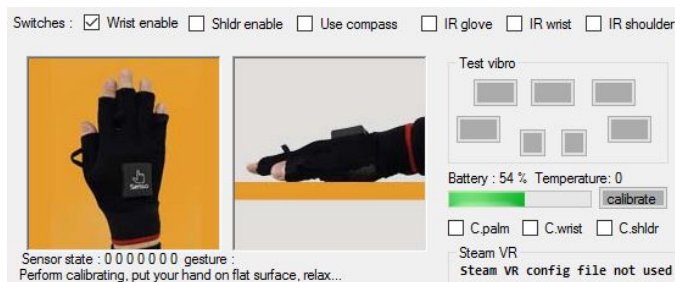 Switches : Wrist enable Shldr enable Use compass IR glove IR wrist IR shoulder
Test vibro
Senso
Battery : 54 % Temperature: 0
calibrate
C.palm C.wrist C.shldr
Sensor state : 0 0 0 0 0 0 0 gesture :
Perform calibrating, put your hand on flat surface, relax...
Steam VR
Steam VR config file not used